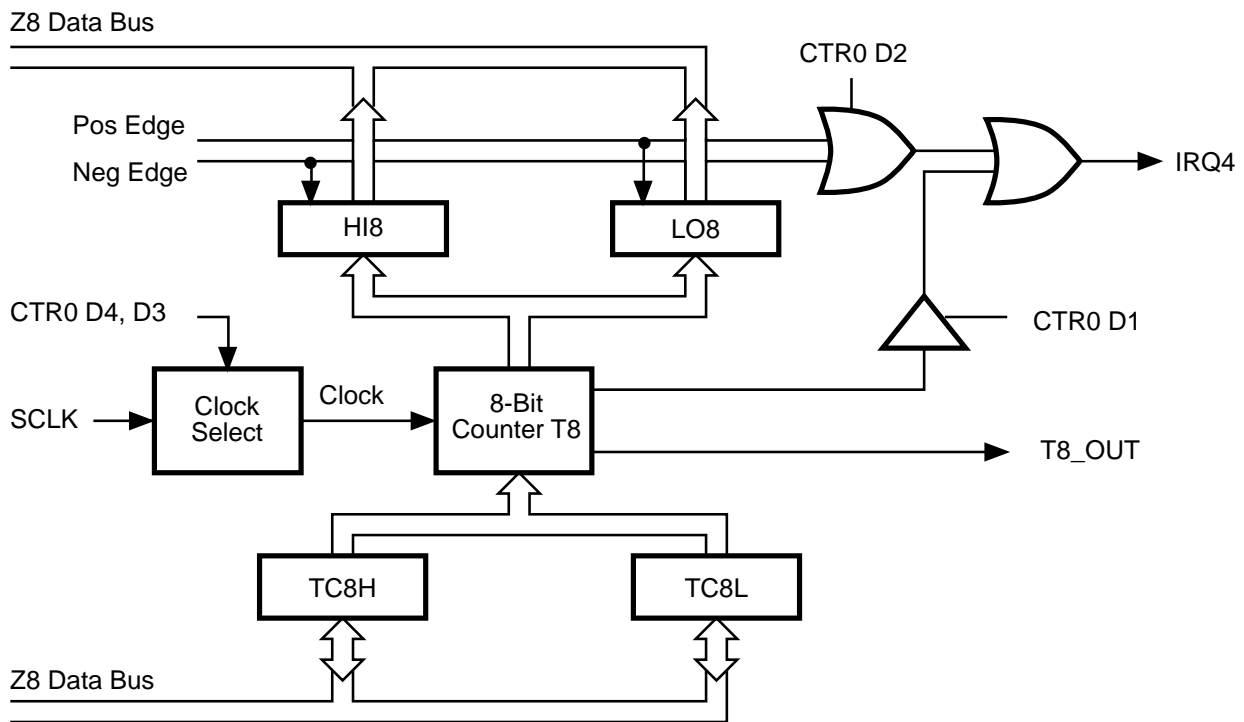 Z8 Data Bus
CTR0 D2
Pos Edge
Neg Edge
IRQ4
HI8
LO8
CTR0 D4, D3
CTR0 D1
SCLK
Clock
Select
Clock
8-Bit
Counter T8
T8_OUT
TC8H
TC8L
Z8 Data Bus